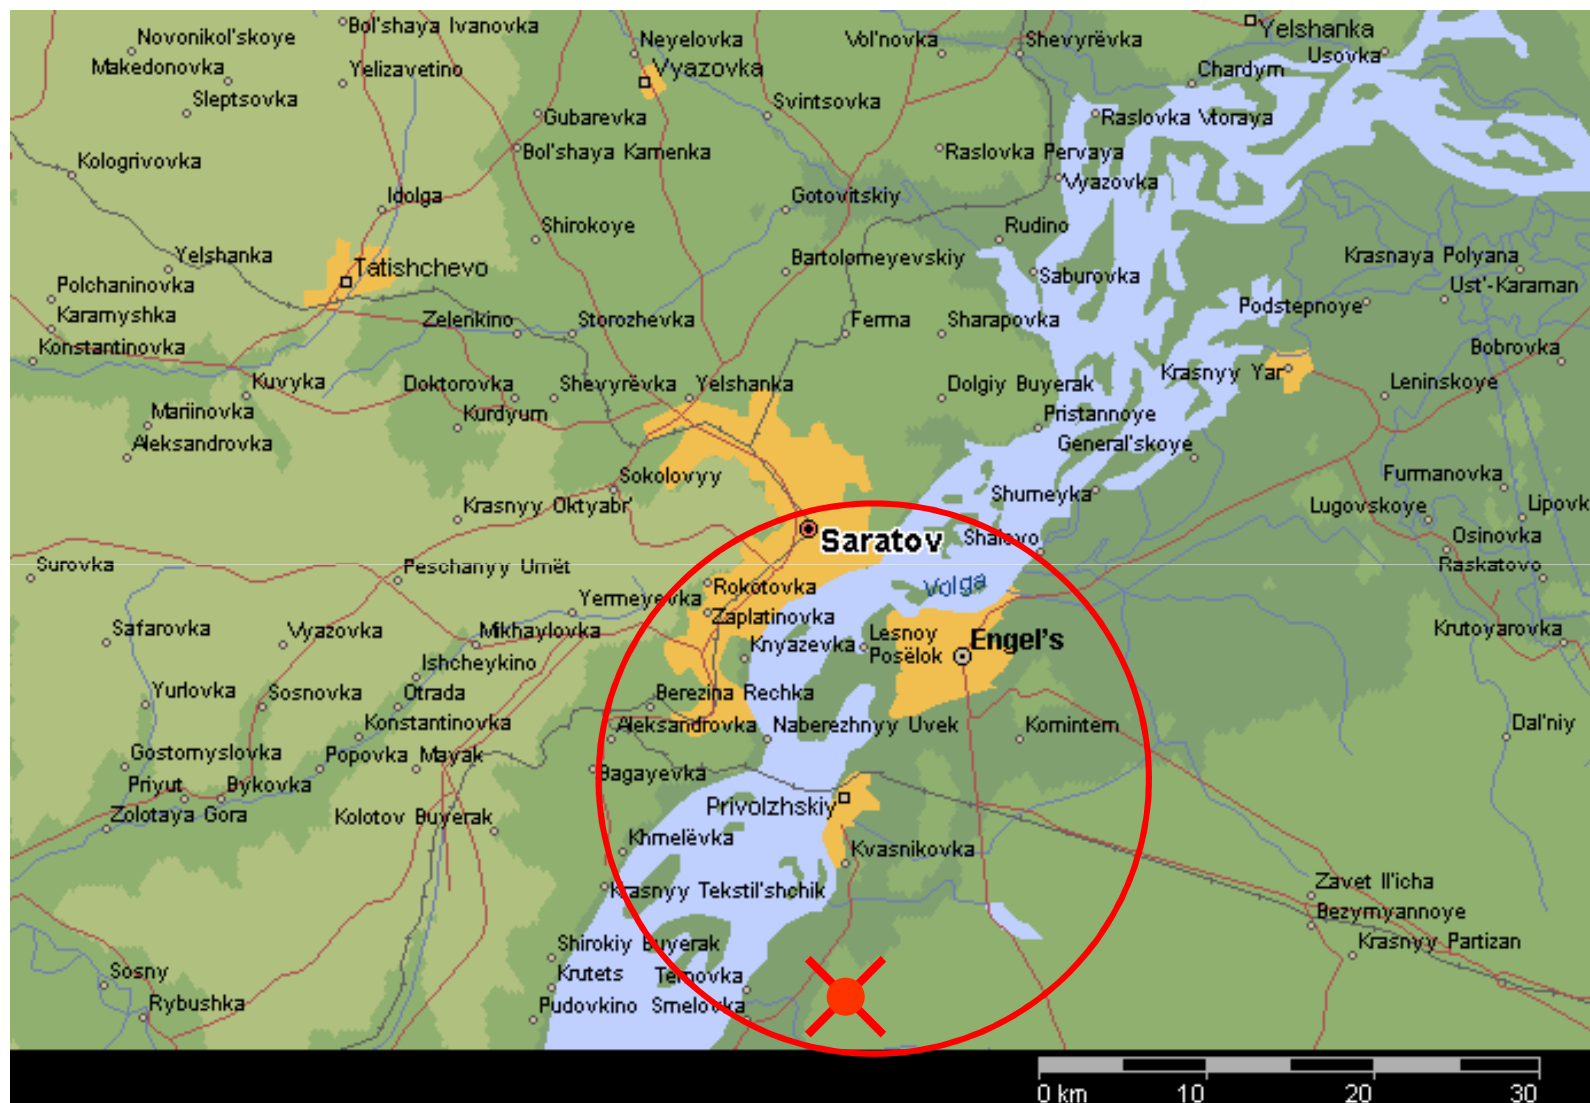 Bol'shaya Ivanovka
Yelshanka
Novonikol'skoye
Neyelovka
Vol'novka
Shevyrëvka
Usovka
Makedonovka
Yelizavetino
Vyazovka
Chardym
Sleptsovka
Svintsovka
Gubarevka
Raslovka Vtoraya
Kologrivovka
Bol'shaya Kamenka
Raslovka Pervaya
Vyazovka
Idolga
Gotovitskiy
Shirokoye
Rudino
Yelshanka
Tatishchevo
Bartolomeyevskiy
Krasnaya Polyana
Polchaninovka
Saburovka
Ust'-Karaman
Karamyshka
Zelenkino
Storozhevka
Ferma
Sharapovka
Podstepnoye
Konstantinovka
Bobrovka
Kuvyka
Doktorovka
Shevyrëvka
Yelshanka
Dolgiy Buyerak
Krasnyy Yar
Leninskoye
Mariinovka
Kurdyum
Pristannoye
Aleksandrovka
General'skoye
Sokolovyy
Furmanovka
Krasnyy Oktyabr'
Shumeyka
Lugovskoye
Lipovk
Saratov
Shalovo
Osinovka
Surovka
Peschanyy Umët
Raskatovo
Rokotovka
Volga
Yermeyevka
Zaplatinovka
Safarovka
Vyazovka
Mikhaylovka
Knyazevka
Lesnoy
Posëlok
Engel's
Krutoyarovka
Ishcheykino
Yurlovka
Sosnovka
Otrada
Berezina Rechka
Konstantinovka
Aleksandrovka
Naberezhnyy Uvek
Komintern
Dal'niy
Gostomyslovka
Popovka
Mayak
Privut
Bykovka
Bagayevka
Zolotaya Gora
Kolotov Buyerak
Privolzhskiy
Khmelëvka
Kvasnikovka
Krasnyy Tekstil'shchik
Zavet Il'icha
Bezymyannoye
Shirokiy Buyerak
Krasnyy Partizan
Sosny
Krutets
Ternovka
Rybushka
Pudovkino
Smelovka
0 km
10
20
30